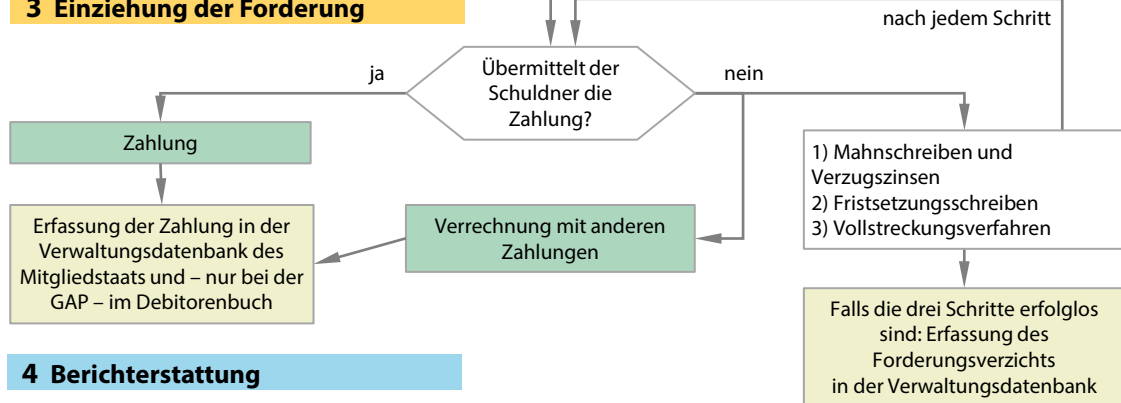 3 Einziehung der Forderung
nach jedem Schritt
Übermittelt der
Schuldner die
Zahlung?
ja
nein
Zahlung
1) Mahnschreiben und
Verzugszinsen
2) Fristsetzungsschreiben
3) Vollstreckungsverfahren
Erfassung der Zahlung in der
Verwaltungsdatenbank des
Mitgliedstaats und – nur bei der
GAP – im Debitorenbuch
Verrechnung mit anderen
Zahlungen
Falls die drei Schritte erfolglos
sind: Erfassung des
Forderungsverzichts
in der Verwaltungsdatenbank
4 Berichterstattung